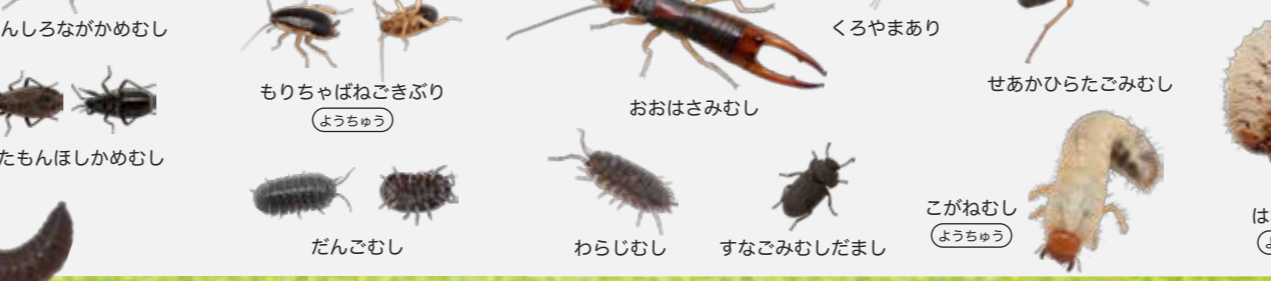 んしろながかめむし
くろやまあり
もりちゃばねごきぶり
ようちゅう
おおはさみむし
せあかひらたごみむし
たもんほしかめむし
だんごむし
わらじむし
すなごみむしだまし
こがねむし
ようちゅう
は